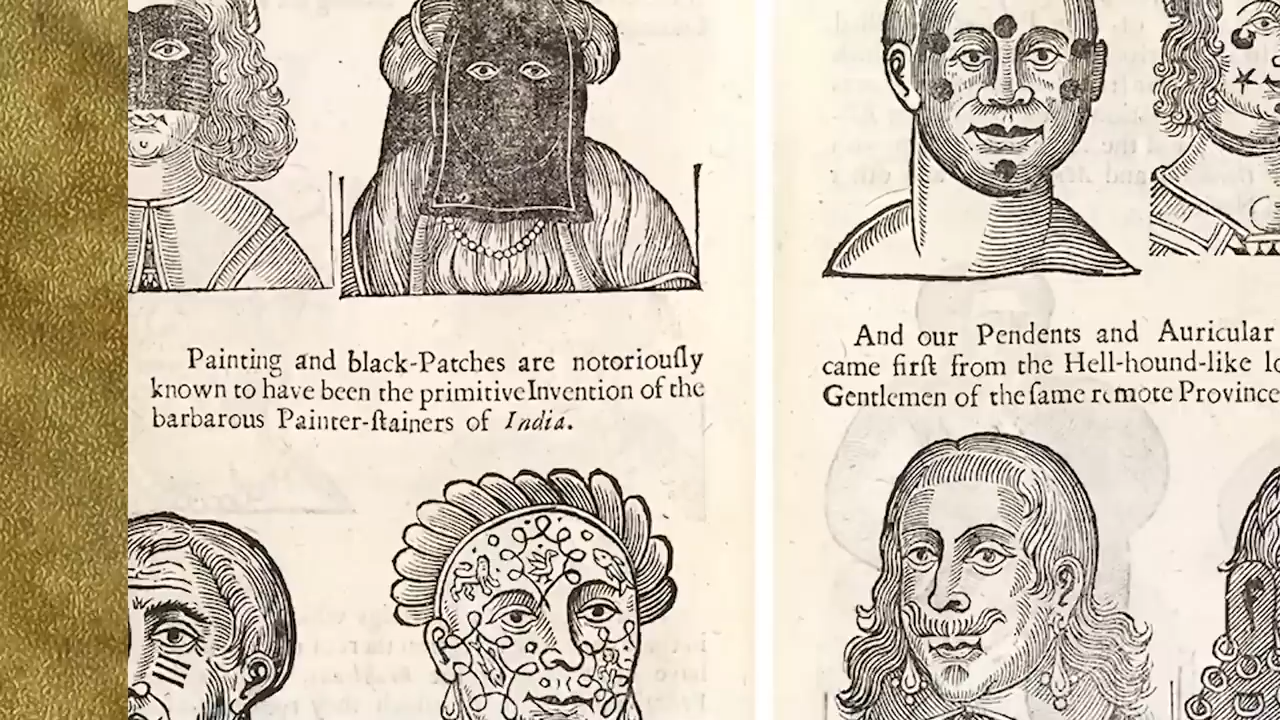 Painting and black-Patches are notoriouſly
known to have been the primitive Invention of the
barbarous Painter-ſtainers of India.
And our Pendents and Auricular
came firſt from the Hell-hound-like
Gentlemen of the ſame remote Province